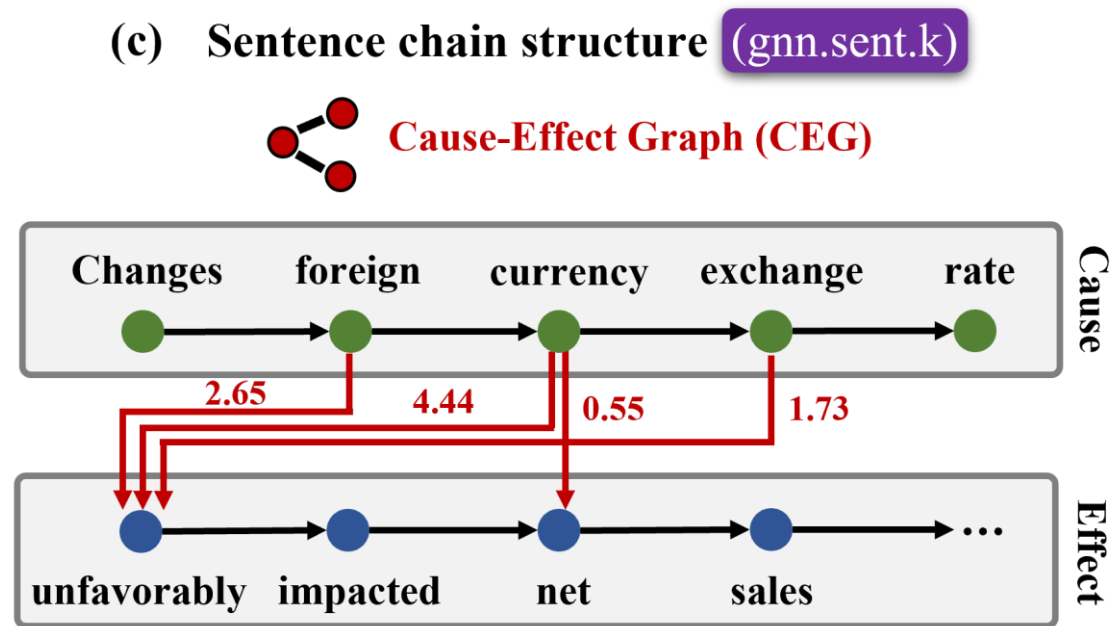 (c) Sentence chain structure (gnn.sent.k)
Cause-Effect Graph (CEG)
Changes foreign currency exchange rate
Cause
2.65 4.44 0.55 1.73
unfavorably impacted net sales ...
Effect